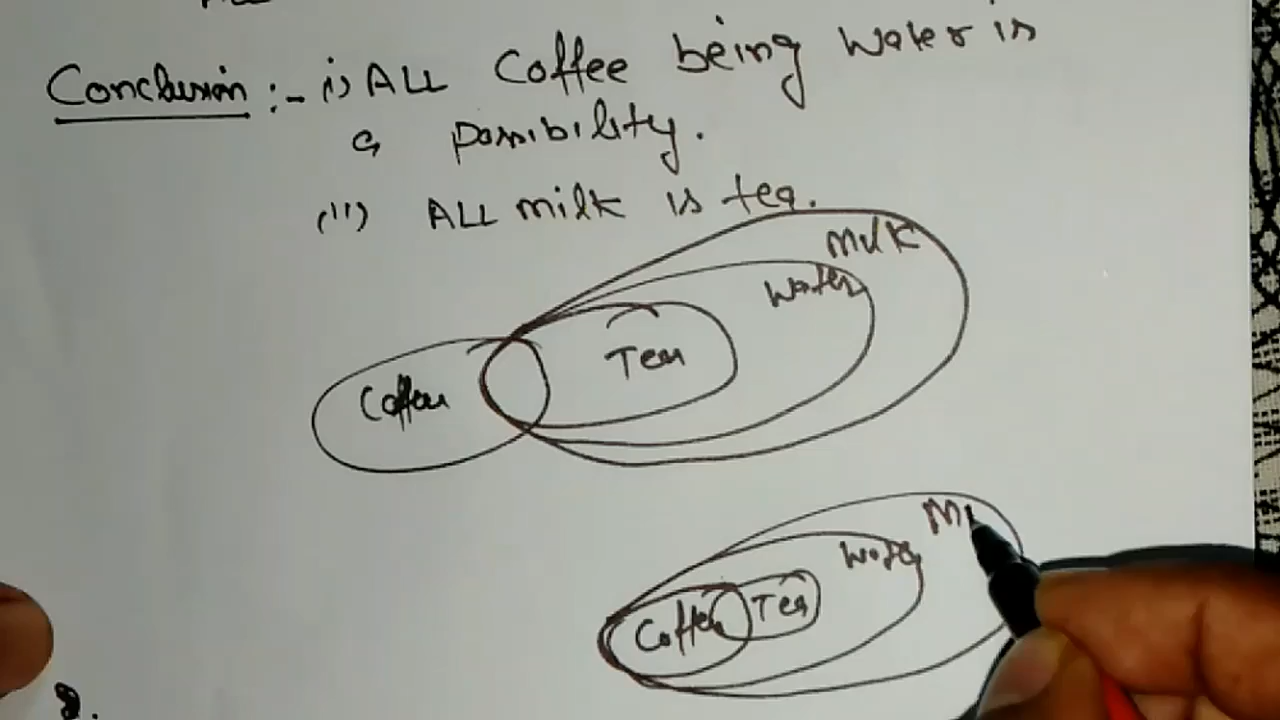 Conclusion :- (i) ALL Coffee being Water is
a possibility.
(ii) ALL milk is tea.
Milk
Water
Tea
Coffee
M
Water
Coffee Tea
8.